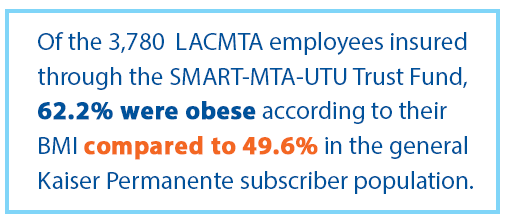 Of the 3,780 LACMTA employees insured
through the SMART-MTA-UTU Trust Fund,
62.2% were obese according to their
BMI compared to 49.6% in the general
Kaiser Permanente subscriber population.